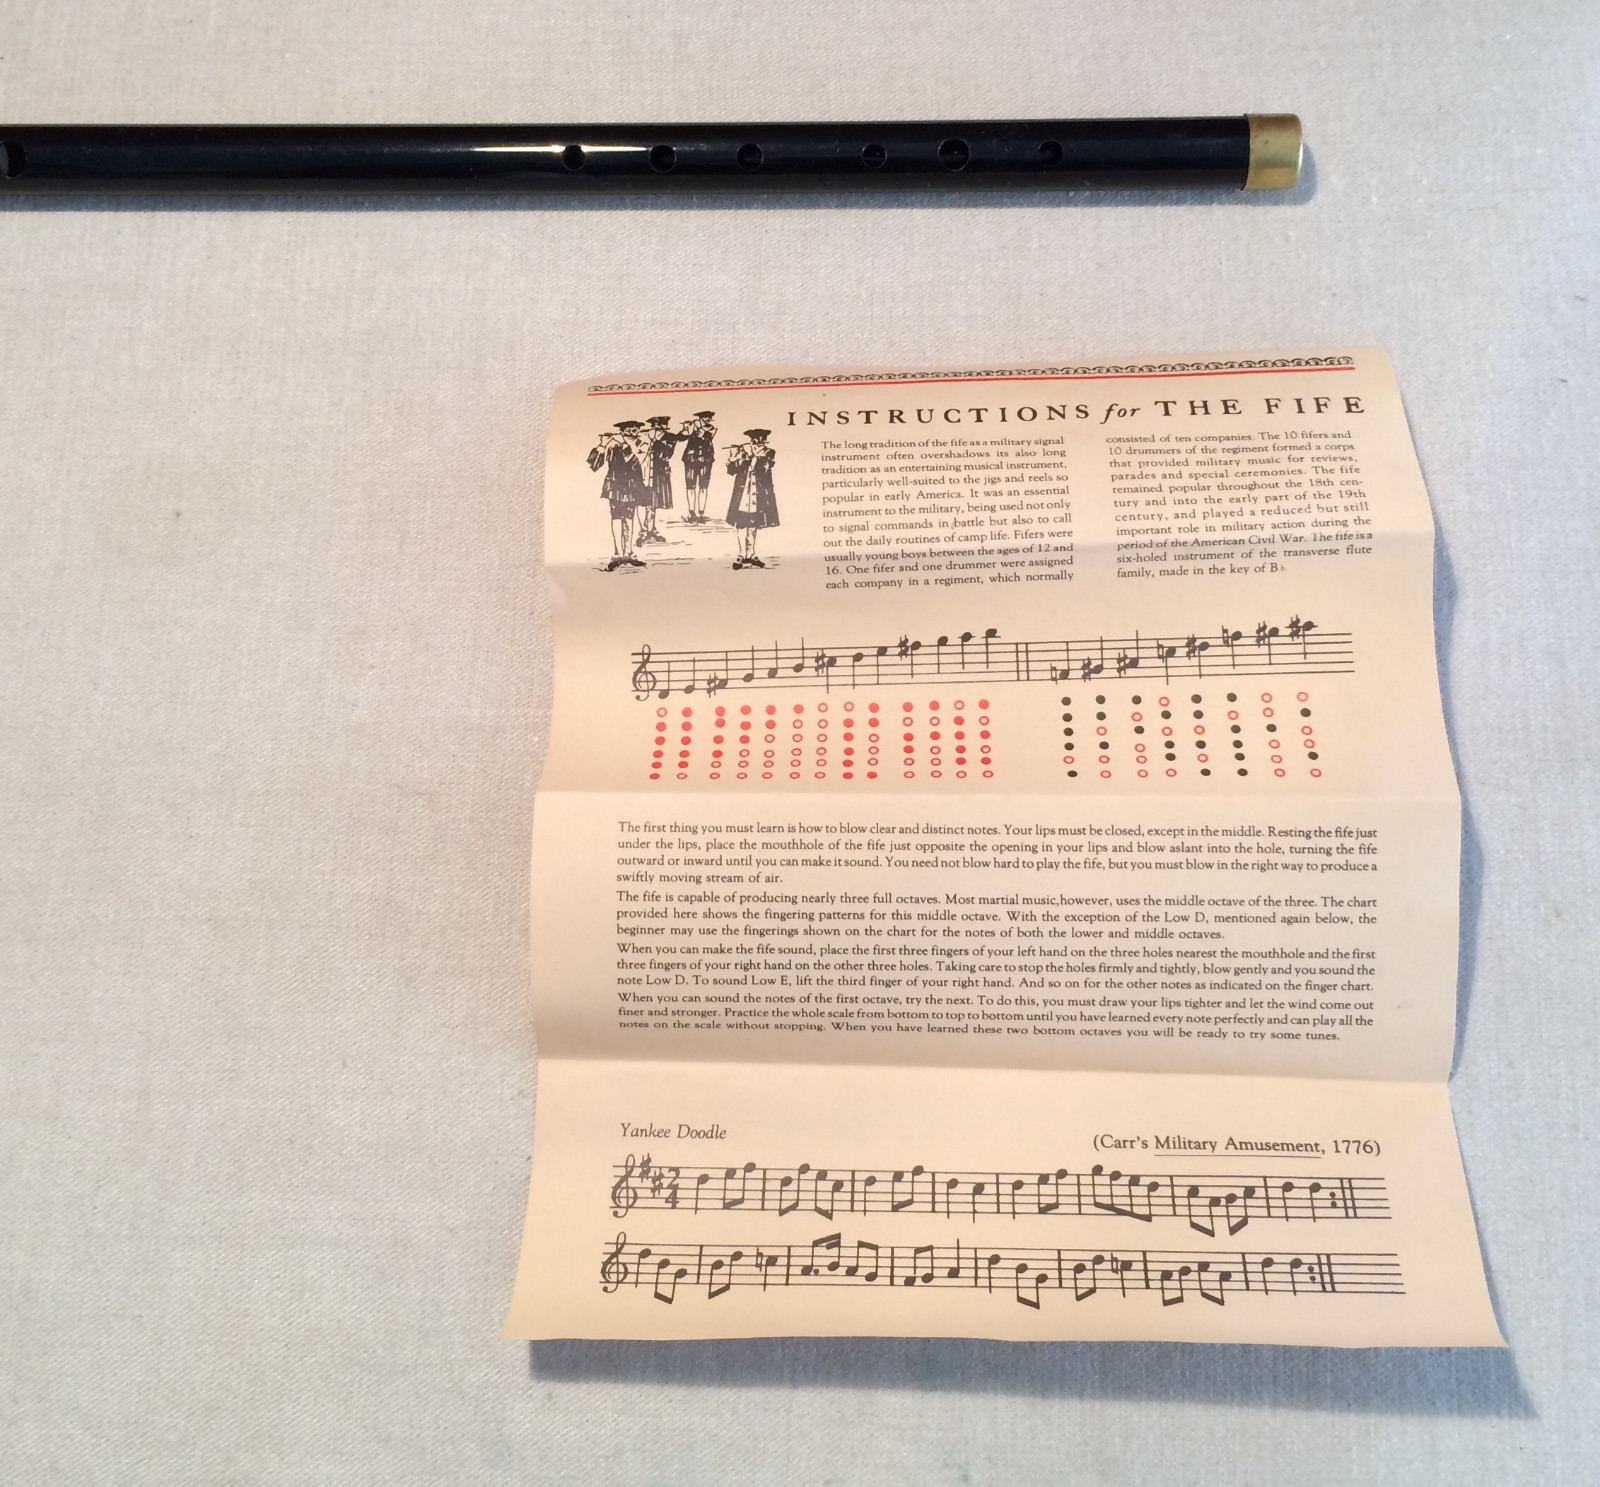 INSTRUCTIONS for THE FIFE
The long tradition of the fife as a military signal
instrument often overshadows its also long
tradition as an entertaining musical instrument,
particularly well-suited to the jigs and reels so
popular in early America. It was an essential
instrument to the military, being used not only
to signal commands in battle but also to call
out the daily routines of camp life. Fifers were
usually young boys between the ages of 12 and
16. One fifer and one drummer were assigned
each company in a regiment, which normally
consisted of ten companies. The 10 fifers and
10 drummers of the regiment formed a corps
that provided military music for reviews,
parades and special ceremonies. The fife
remained popular throughout the 18th cen-
tury and into the early part of the 19th
century, and played a reduced but still
important role in military action during the
period of the American Civil War. The fife is a
six-holed instrument of the transverse flute
family, made in the key of B♭
The first thing you must learn is how to blow clear and distinct notes. Your lips must be closed, except in the middle. Resting the fife just
under the lips, place the mouthhole of the fife just opposite the opening in your lips and blow aslant into the hole, turning the fife
outward or inward until you can make it sound. You need not blow hard to play the fife, but you must blow in the right way to produce a
swiftly moving stream of air.
The fife is capable of producing nearly three full octaves. Most martial music,however, uses the middle octave of the three. The chart
provided here shows the fingering patterns for this middle octave. With the exception of the Low D, mentioned again below, the
beginner may use the fingerings shown on the chart for the notes of both the lower and middle octaves.
When you can make the fife sound, place the first three fingers of your left hand on the three holes nearest the mouthhole and the first
three fingers of your right hand on the other three holes. Taking care to stop the holes firmly and tightly, blow gently and you sound the
note Low D. To sound Low E, lift the third finger of your right hand. And so on for the other notes as indicated on the finger chart.
When you can sound the notes of the first octave, try the next. To do this, you must draw your lips tighter and let the wind come out
finer and stronger. Practice the whole scale from bottom to top to bottom until you have learned every note perfectly and can play all the
notes on the scale without stopping. When you have learned these two bottom octaves you will be ready to try some tunes.
Yankee Doodle
(Carr's Military Amusement, 1776)
2
4